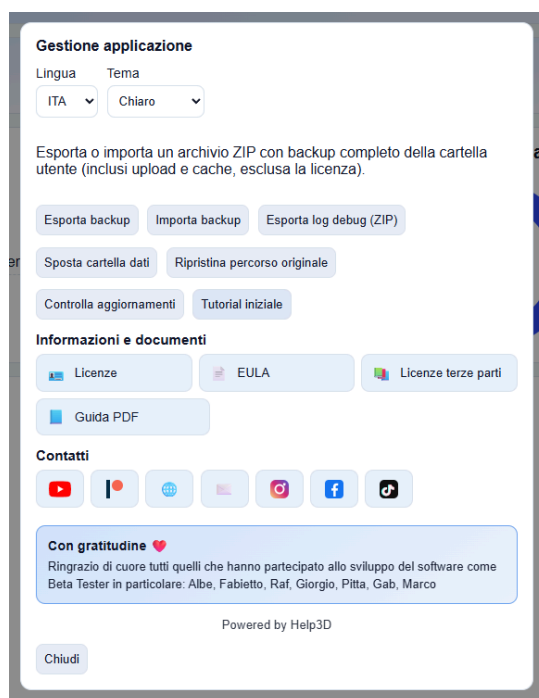 Gestione applicazione
Lingua Tema
ITA Chiaro
Esporta o importa un archivio ZIP con backup completo della cartella
utente (inclusi upload e cache, esclusa la licenza).
Esporta backup Importa backup Esporta log debug (ZIP)
Sposta cartella dati Ripristina percorso originale
Controlla aggiornamenti Tutorial iniziale
Informazioni e documenti
Licenze EULA Licenze terze parti
Guida PDF
Contatti
Con gratitudine
Ringrazio di cuore tutti quelli che hanno partecipato allo sviluppo del software come
Beta Tester in particolare: Albe, Fabietto, Raf, Giorgio, Pitta, Gab, Marco
Powered by Help3D
Chiudi